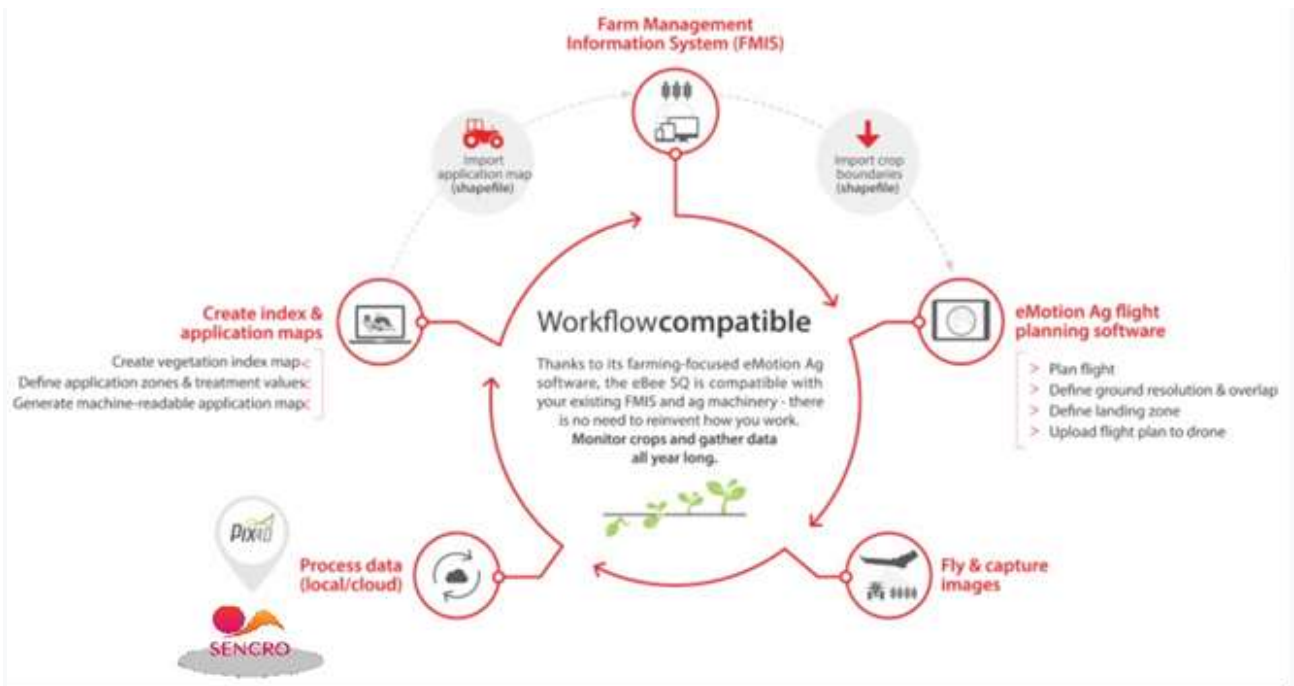 Farm Management
Information System (FMIS)
Import
application map
(shapefile)
Import crop
boundaries
(shapefile)
Create index &
application maps
Create vegetation index map<
Define application zones & treatment values<
Generate machine-readable application map<
Workflowcompatible
Thanks to its farming-focused eMotion Ag
software, the eBee SQ is compatible with
your existing FMIS and ag machinery - there
is no need to reinvent how you work.
Monitor crops and gather data
all year long.
eMotion Ag flight
planning software
> Plan flight
> Define ground resolution & overlap
> Define landing zone
> Upload flight plan to drone
PIX4D
SENCRO
Process data
(local/cloud)
Fly & capture
images